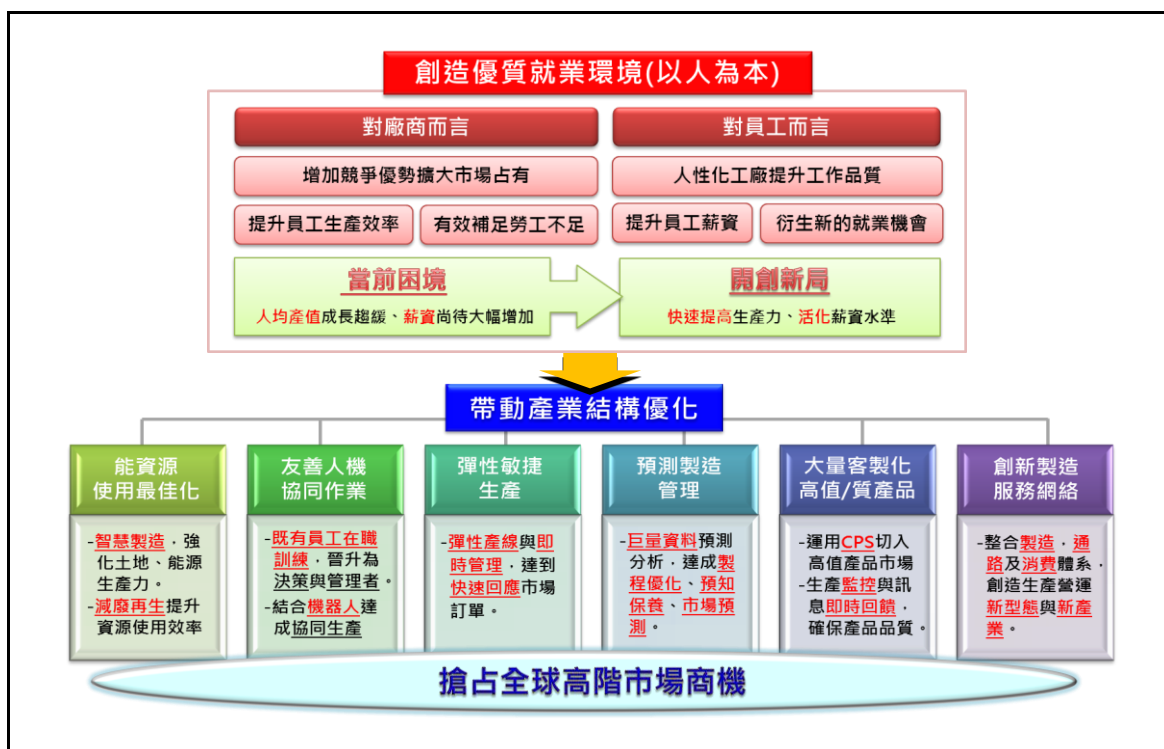 創造優質就業環境(以人為本)
對廠商而言
對員工而言
增加競爭優勢擴大市場占有
人性化工廠提升工作品質
提升員工生產效率
有效補足勞工不足
提升員工薪資
衍生新的就業機會
當前困境
人均產值成長趨緩、薪資尚待大幅增加
開創新局
快速提高生產力、活化薪資水準
帶動產業結構優化
能資源
使用最佳化
-智慧製造，強
化土地、能源
生產力。
-減廢再生提升
資源使用效率
友善人機
協同作業
-既有員工在職
訓練，晉升為
決策與管理者。
-結合機器人達
成協同生產
彈性敏捷
生產
-彈性產線與即
時管理，達到
快速回應市場
訂單。
預測製造
管理
-巨量資料預測
分析，達成製
程優化、預知
保養、市場預
測。
大量客製化
高值/質產品
-運用CPS切入
高值產品市場
-生產監控與訊
息即時回饋，
確保產品品質。
創新製造
服務網絡
-整合製造，通
路及消費體系，
創造生產營運
新型態與新產
業。
搶占全球高階市場商機